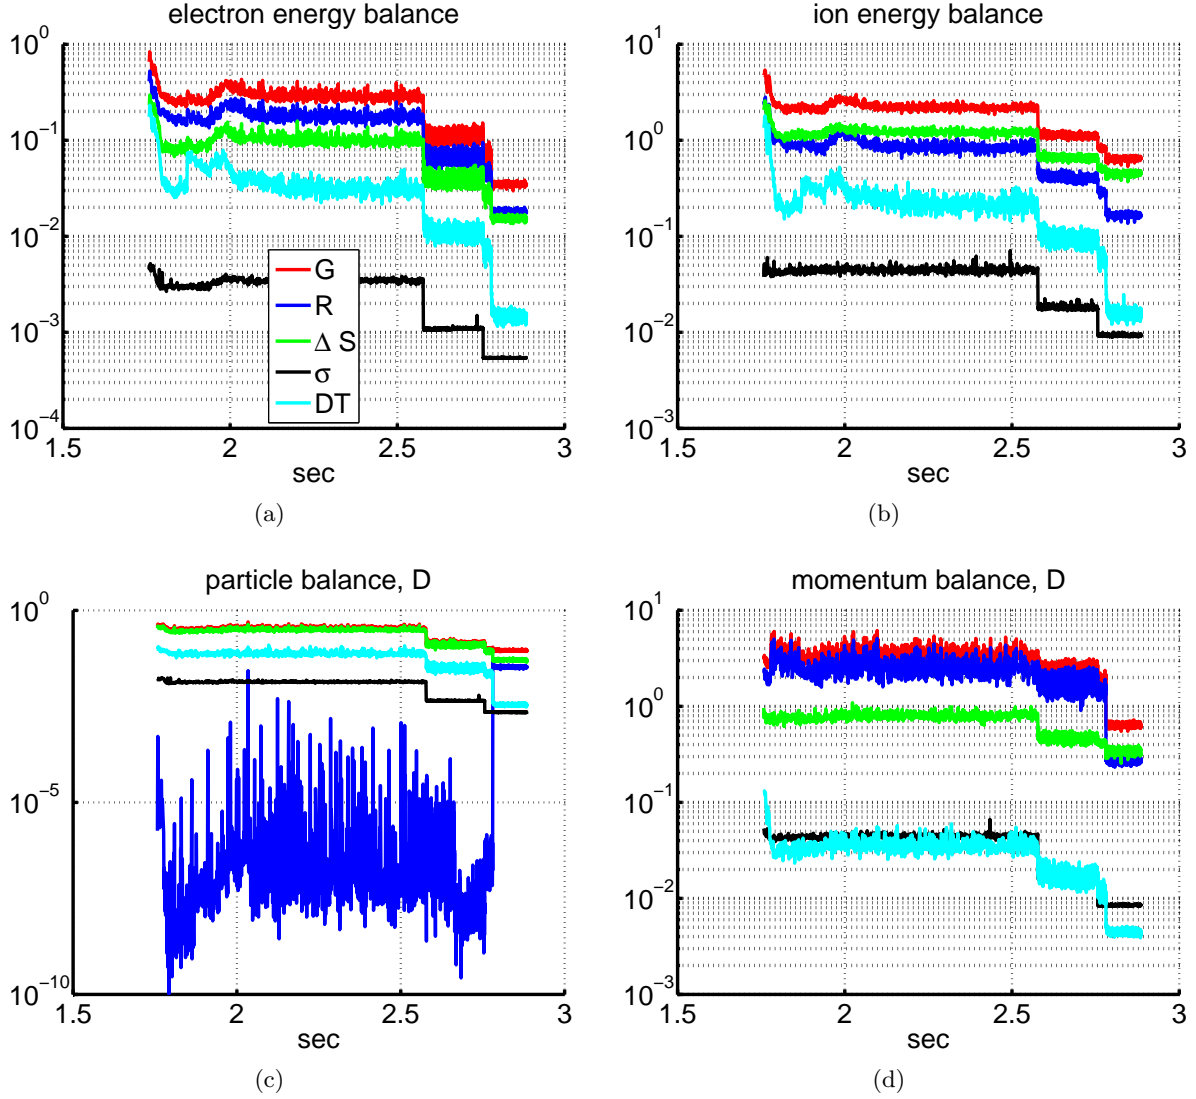 electron energy balance
10^0
10^−1
10^−2
10^−3
10^−4
1.5 2 2.5 3
sec
G
R
Δ S
σ
DT
(a)
ion energy balance
10^1
10^0
10^−1
10^−2
10^−3
1.5 2 2.5 3
sec
(b)
particle balance, D
10^0
10^−5
10^−10
1.5 2 2.5 3
sec
(c)
momentum balance, D
10^1
10^0
10^−1
10^−2
10^−3
1.5 2 2.5 3
sec
(d)